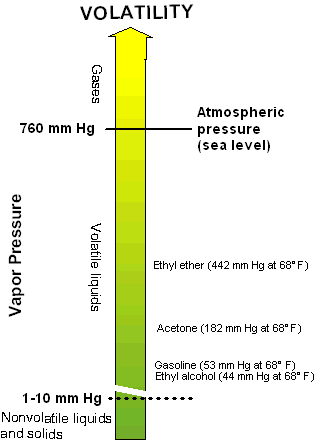 VOLATILITY
Gases
760 mm Hg
Atmospheric
pressure
(sea level)
Vapor Pressure
Volatile liquids
Ethyl ether (442 mm Hg at 68° F)
Acetone (182 mm Hg at 68° F)
Gasoline (53 mm Hg at 68° F)
Ethyl alcohol (44 mm Hg at 68° F)
1-10 mm Hg
Nonvolatile liquids
and solids